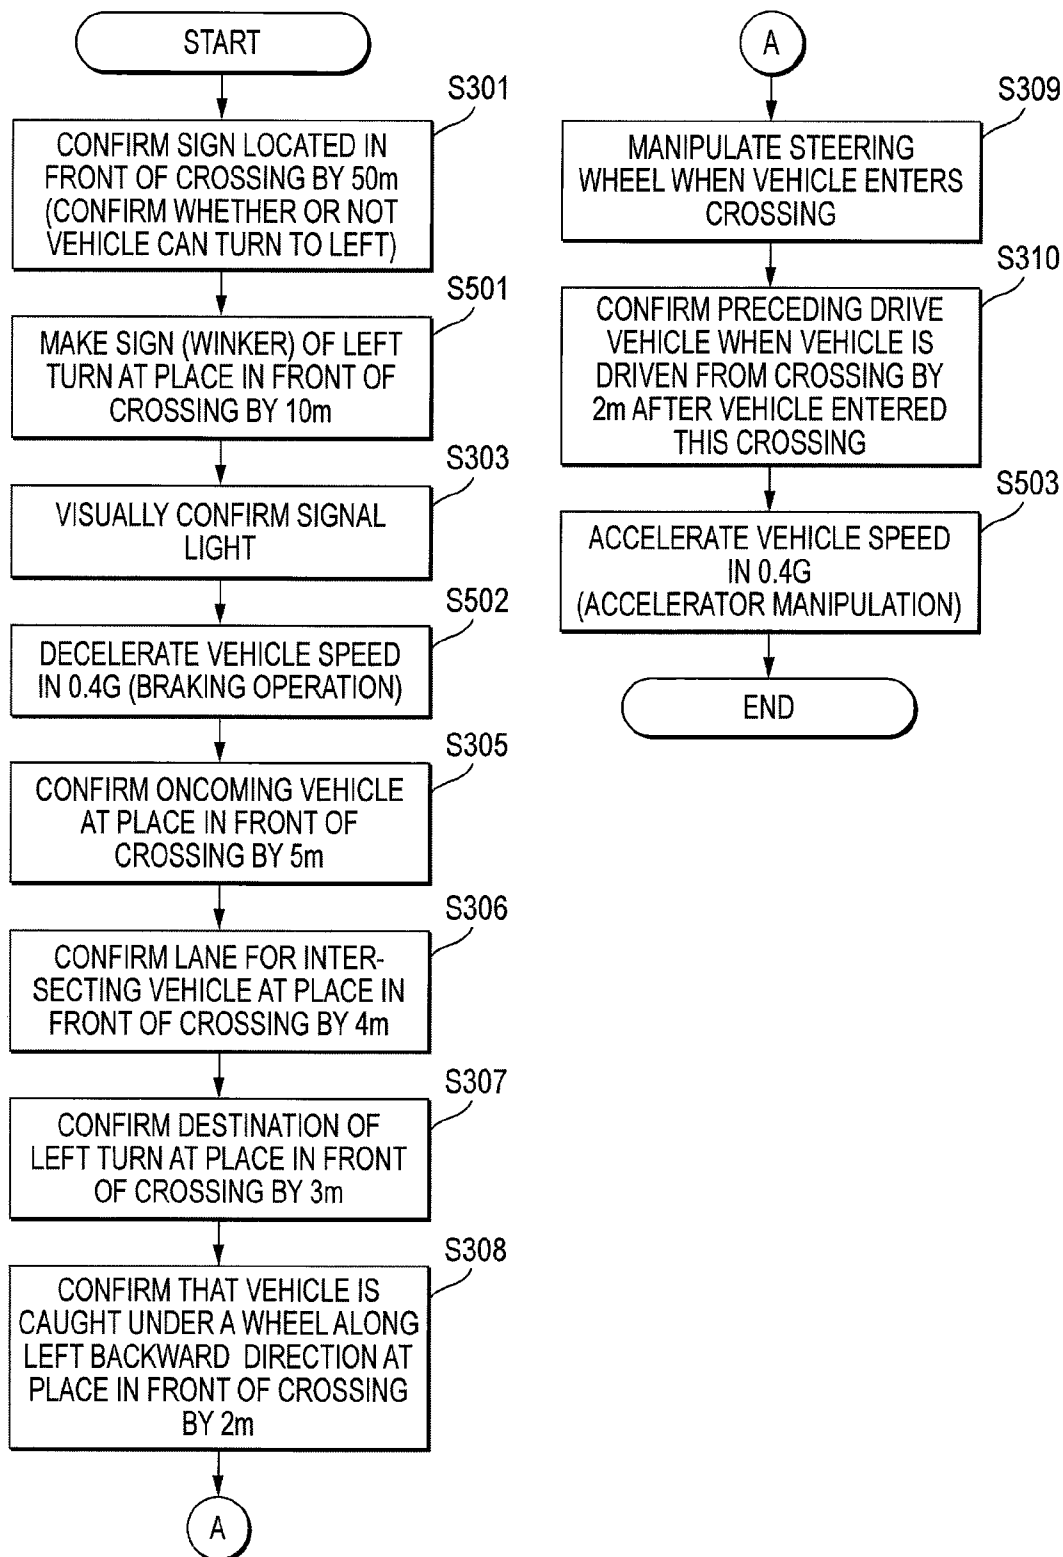 START
S301
CONFIRM SIGN LOCATED IN
FRONT OF CROSSING BY 50m
(CONFIRM WHETHER OR NOT
VEHICLE CAN TURN TO LEFT)
S501
MAKE SIGN (WINKER) OF LEFT
TURN AT PLACE IN FRONT OF
CROSSING BY 10m
S303
VISUALLY CONFIRM SIGNAL
LIGHT
S502
DECELERATE VEHICLE SPEED
IN 0.4G (BRAKING OPERATION)
S305
CONFIRM ONCOMING VEHICLE
AT PLACE IN FRONT OF
CROSSING BY 5m
S306
CONFIRM LANE FOR INTER-
SECTING VEHICLE AT PLACE IN
FRONT OF CROSSING BY 4m
S307
CONFIRM DESTINATION OF
LEFT TURN AT PLACE IN FRONT
OF CROSSING BY 3m
S308
CONFIRM THAT VEHICLE IS
CAUGHT UNDER A WHEEL ALONG
LEFT BACKWARD DIRECTION AT
PLACE IN FRONT OF CROSSING
BY 2m
A
A
S309
MANIPULATE STEERING
WHEEL WHEN VEHICLE ENTERS
CROSSING
S310
CONFIRM PRECEDING DRIVE
VEHICLE WHEN VEHICLE IS
DRIVEN FROM CROSSING BY
2m AFTER VEHICLE ENTERED
THIS CROSSING
S503
ACCELERATE VEHICLE SPEED
IN 0.4G
(ACCELERATOR MANIPULATION)
END